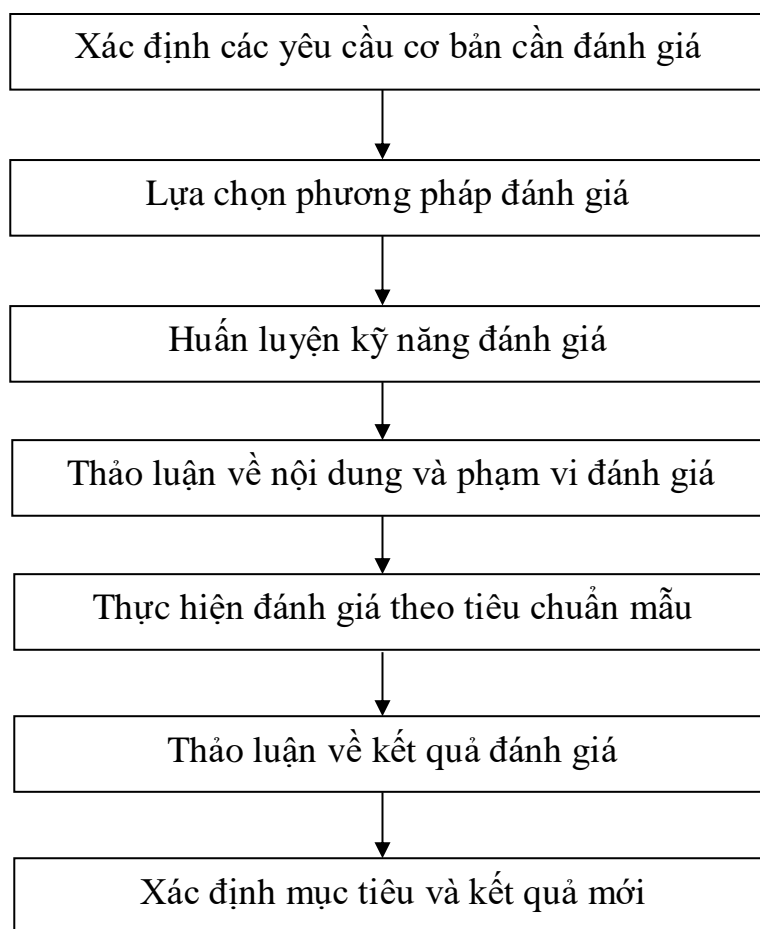 Xác định các yêu cầu cơ bản cần đánh giá
Lựa chọn phương pháp đánh giá
Huấn luyện kỹ năng đánh giá
Thảo luận về nội dung và phạm vi đánh giá
Thực hiện đánh giá theo tiêu chuẩn mẫu
Thảo luận về kết quả đánh giá
Xác định mục tiêu và kết quả mới